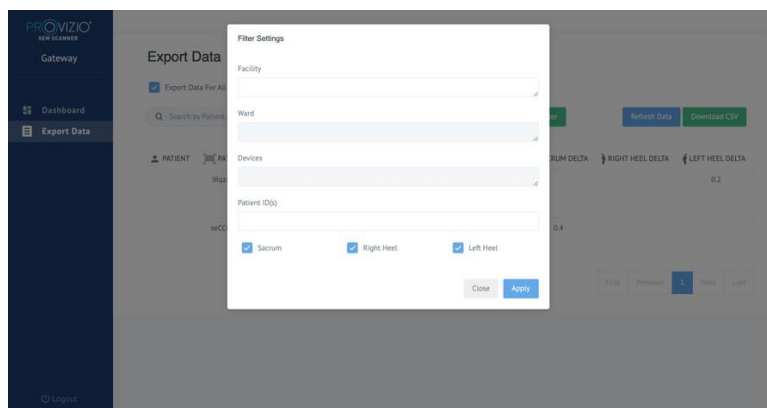 PROVIZIO®
SEM SCANNER
Gateway
Dashboard
Export Data
Logout
Export Data
Export Data For All
Search by Patient
Refresh Data
Download CSV
PATIENT
RIGHT HEEL DELTA
LEFT HEEL DELTA
0.2
0.4
First Previous 1 Next Last
Filter Settings
Facility
Ward
Devices
Patient ID(s)
Sacrum Right Heel Left Heel
Close Apply